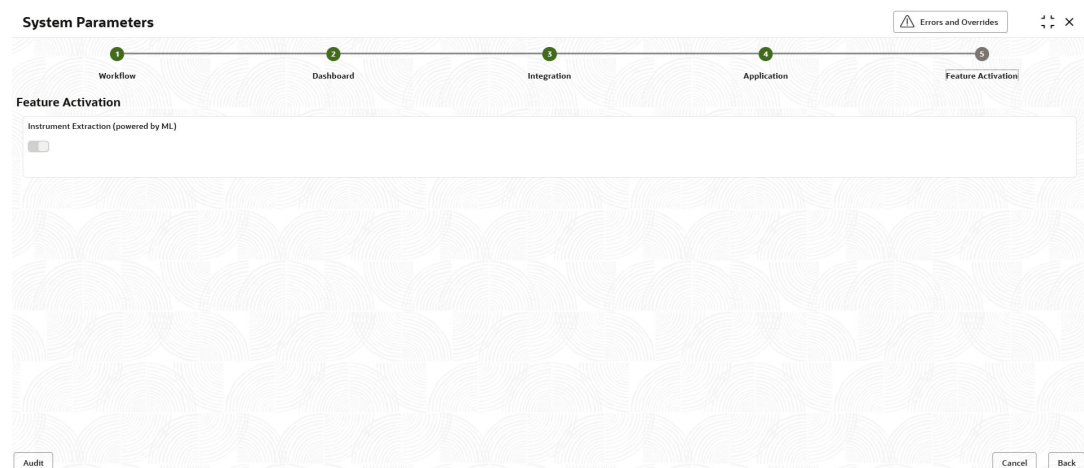 System Parameters
Errors and Overrides
1 2 3 4 5
Workflow Dashboard Integration Application Feature Activation
Feature Activation
Instrument Extraction (powered by ML)
Audit Cancel Back